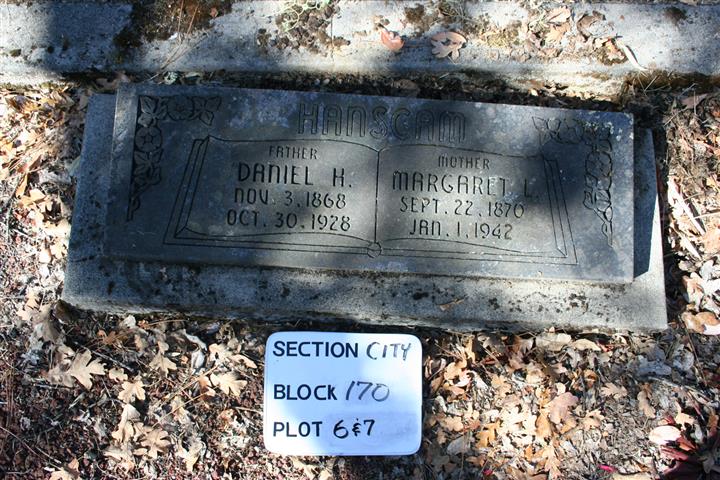 HANSCAM
FATHER
DANIEL H.
NOV. 3, 1868
OCT. 30, 1928
MOTHER
MARGARET L.
SEPT. 22, 1870
JAN. 1, 1942
SECTION CITY
BLOCK 170
PLOT 6 & 7